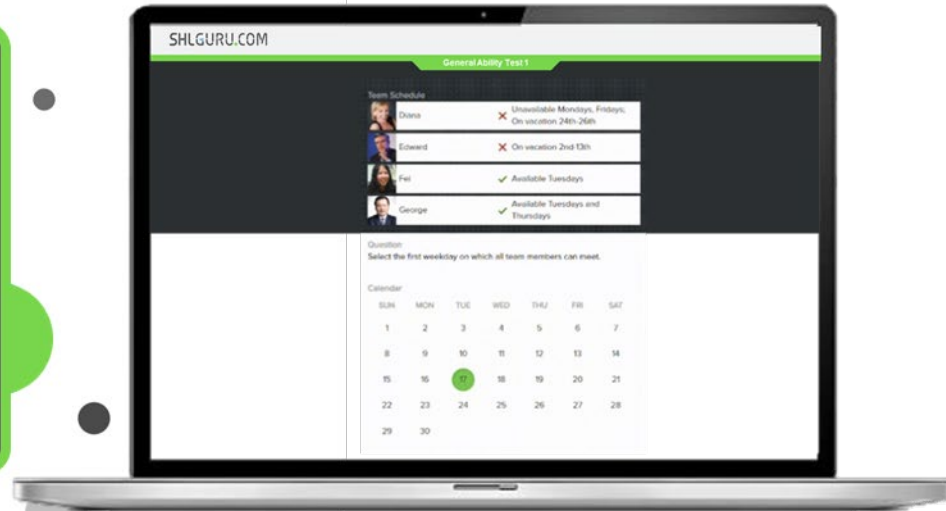 SHLGURU.COM
General Ability Test 1
Team Schedule
Diana
Unavailable Mondays, Fridays;
On vacation 24th-26th
Edward
On vacation 2nd-13th
Fei
Available Tuesdays
George
Available Tuesdays and
Thursdays
Question
Select the first weekday on which all team members can meet.
Calendar
SUN MON TUE WED THU FRI SAT
1 2 3 4 5 6 7
8 9 10 11 12 13 14
15 16 17 18 19 20 21
22 23 24 25 26 27 28
29 30